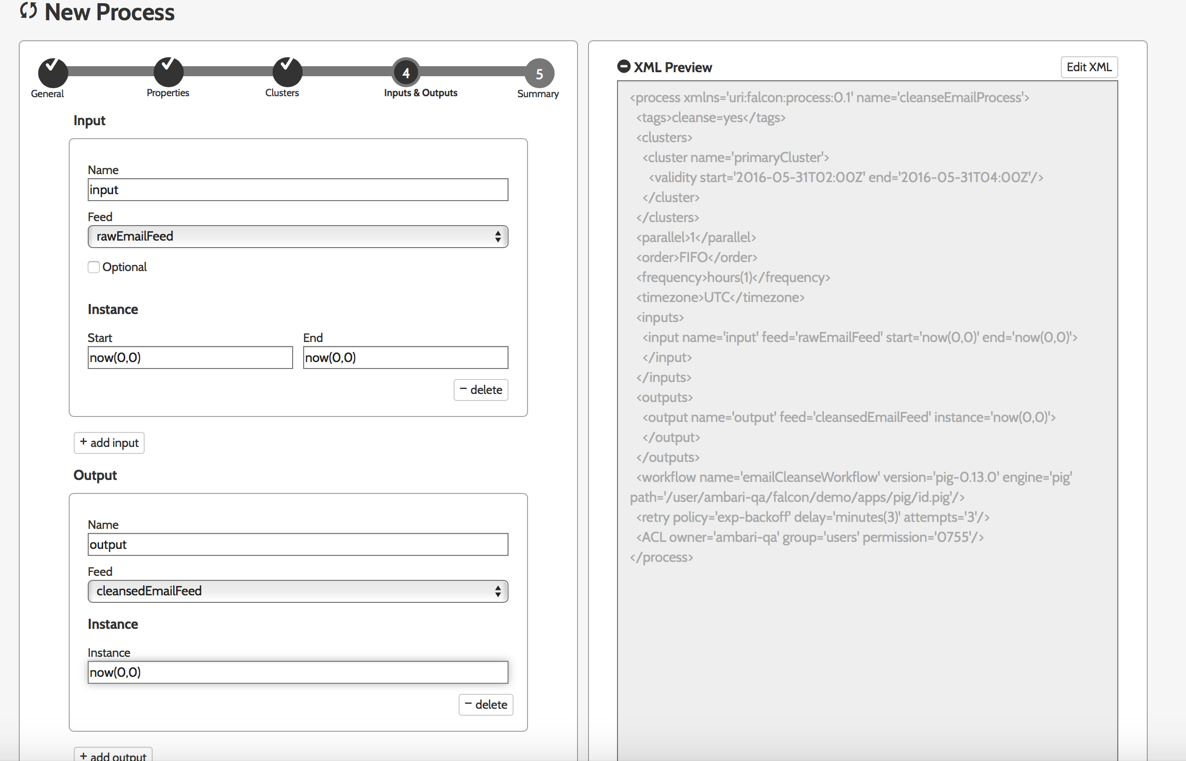 New Process
4
5
General
Properties
Clusters
Inputs & Outputs
Summary
Input
Name
input
Feed
rawEmailFeed
Optional
Instance
Start
End
now(0,0)
now(0,0)
− delete
+ add input
Output
Name
output
Feed
cleansedEmailFeed
Instance
Instance
now(0,0)
− delete
+ add output
XML Preview
Edit XML
<process xmlns='uri:falcon:process:0.1' name='cleanseEmailProcess'>
<tags>cleanse=yes</tags>
<clusters>
<cluster name='primaryCluster'>
<validity start='2016-05-31T02:00Z' end='2016-05-31T04:00Z'/>
</cluster>
</clusters>
<parallel>1</parallel>
<order>FIFO</order>
<frequency>hours(1)</frequency>
<timezone>UTC</timezone>
<inputs>
<input name='input' feed='rawEmailFeed' start='now(0,0)' end='now(0,0)'>
</input>
</inputs>
<outputs>
<output name='output' feed='cleansedEmailFeed' instance='now(0,0)'>
</output>
</outputs>
<workflow name='emailCleanseWorkflow' version='pig-0.13.0' engine='pig'
path='/user/ambari-qa/falcon/demo/apps/pig/id.pig'/>
<retry policy='exp-backoff' delay='minutes(3)' attempts='3'/>
<ACL owner='ambari-qa' group='users' permission='0755'/>
</process>